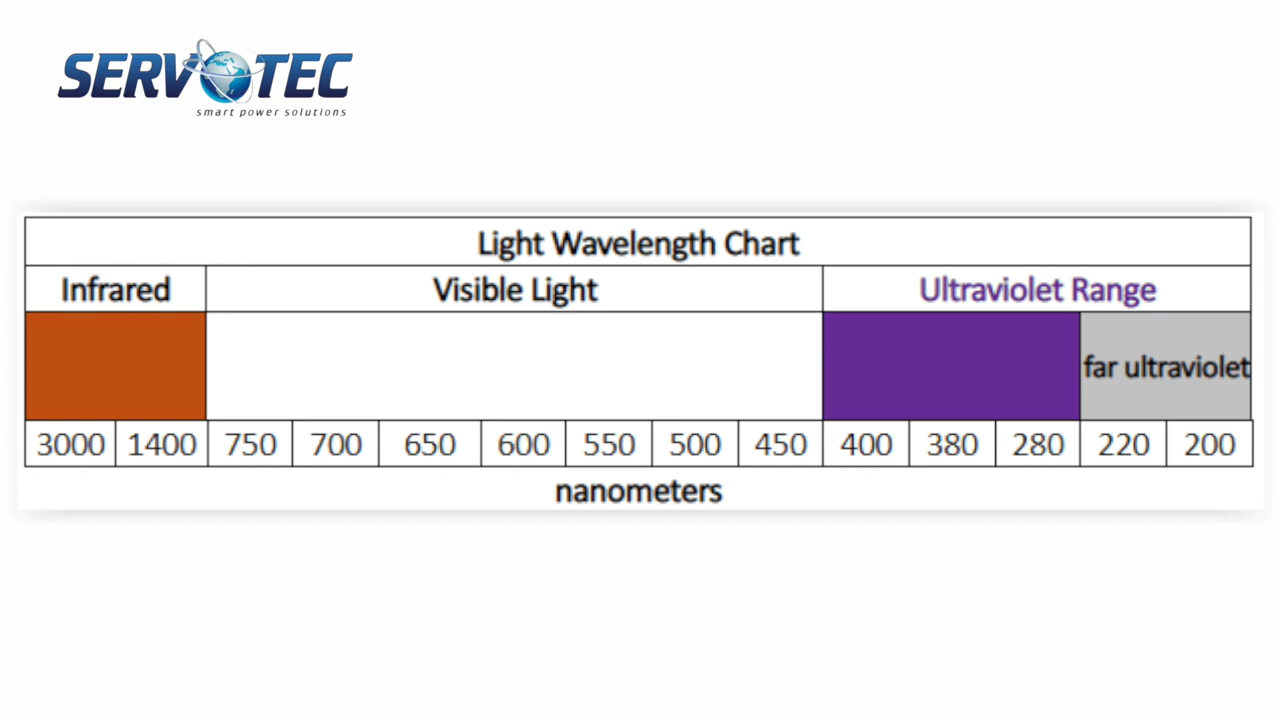 SERVOTEC
smart power solutions
Light Wavelength Chart
Infrared Visible Light Ultraviolet Range
far ultraviolet
3000 1400 750 700 650 600 550 500 450 400 380 280 220 200
nanometers